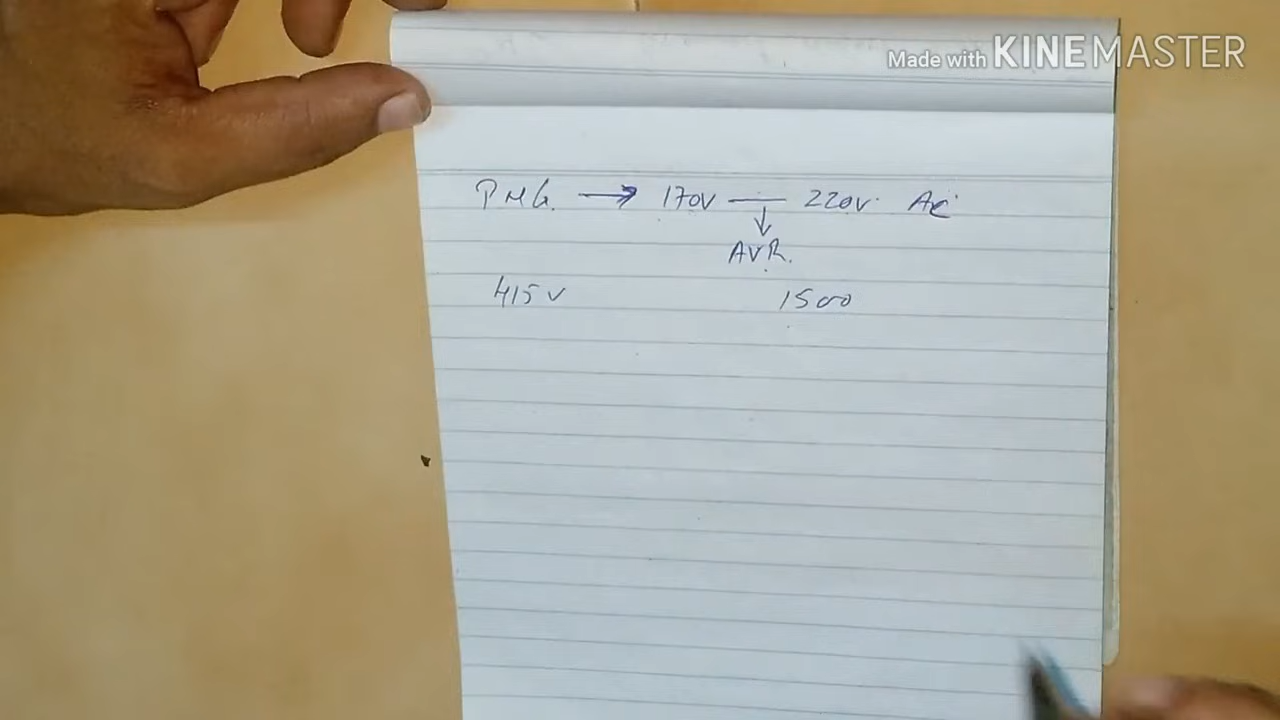 Made with KINEMASTER
PMG. → 170V — 220V. AC
↓
AVR.
415V 1500